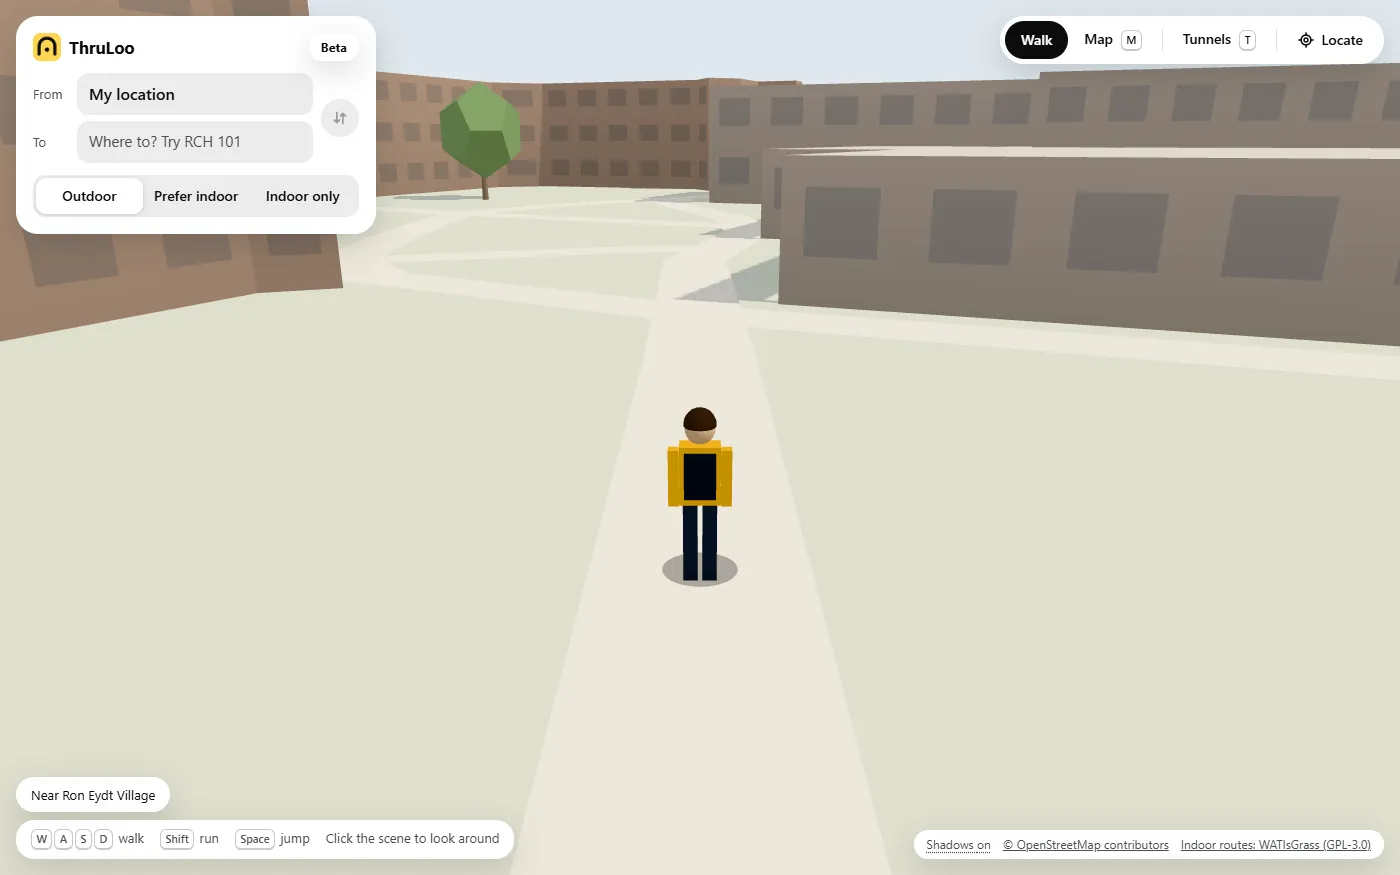 ThruLoo
Beta
From
My location
To
Where to? Try RCH 101
Outdoor
Prefer indoor
Indoor only
Walk
Map M
Tunnels T
Locate
Near Ron Eydt Village
W A S D walk Shift run Space jump Click the scene to look around
Shadows on © OpenStreetMap contributors Indoor routes: WATIsGrass (GPL-3.0)